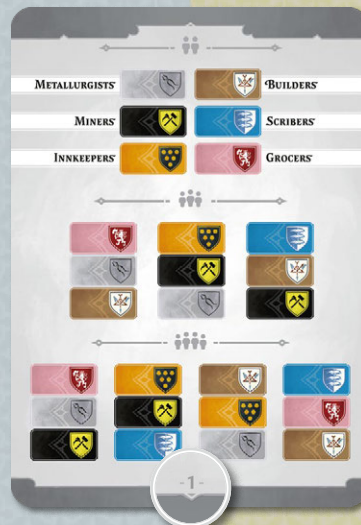 METALLURGISTS' BUILDERS'
MINERS' SCRIBERS'
INNKEEPERS' GROCERS'
-1-